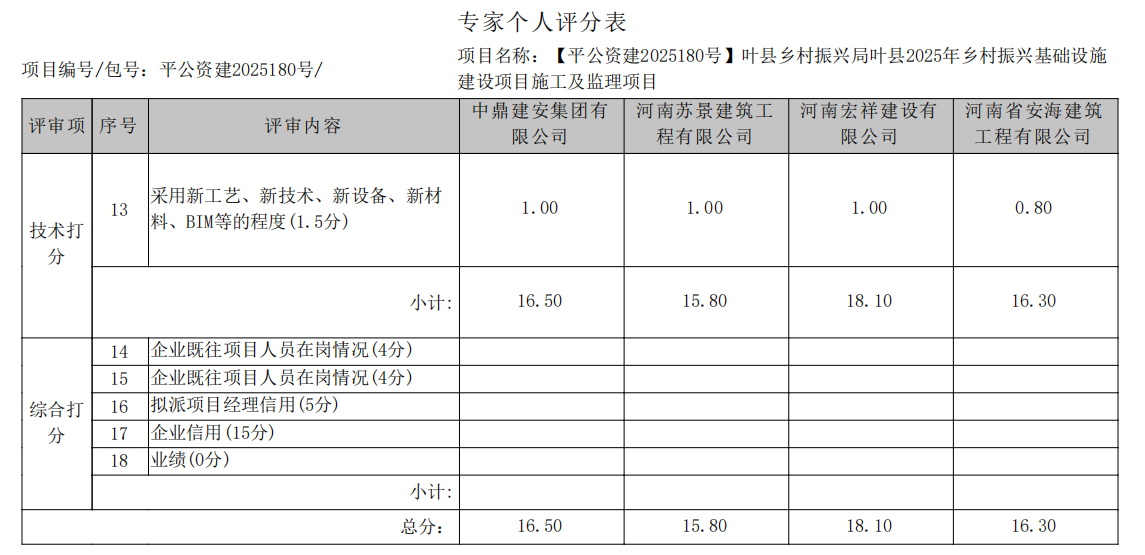 专家个人评分表
项目编号/包号：平公资建2025180号/
项目名称：【平公资建2025180号】叶县乡村振兴局叶县2025年乡村振兴基础设施
建设项目施工及监理项目
评审项 序号 评审内容 中鼎建安集团有 河南苏景建筑工 河南宏祥建设有 河南省安海建筑
限公司 程有限公司 限公司 工程有限公司
技术打
分
13 采用新工艺、新技术、新设备、新材
料、BIM等的程度(1.5分)
1.00 1.00 1.00 0.80
小计: 16.50 15.80 18.10 16.30
综合打
分
14 企业既往项目人员在岗情况(4分)
15 企业既往项目人员在岗情况(4分)
16 拟派项目经理信用(5分)
17 企业信用(15分)
18 业绩(0分)
小计:
总分： 16.50 15.80 18.10 16.30